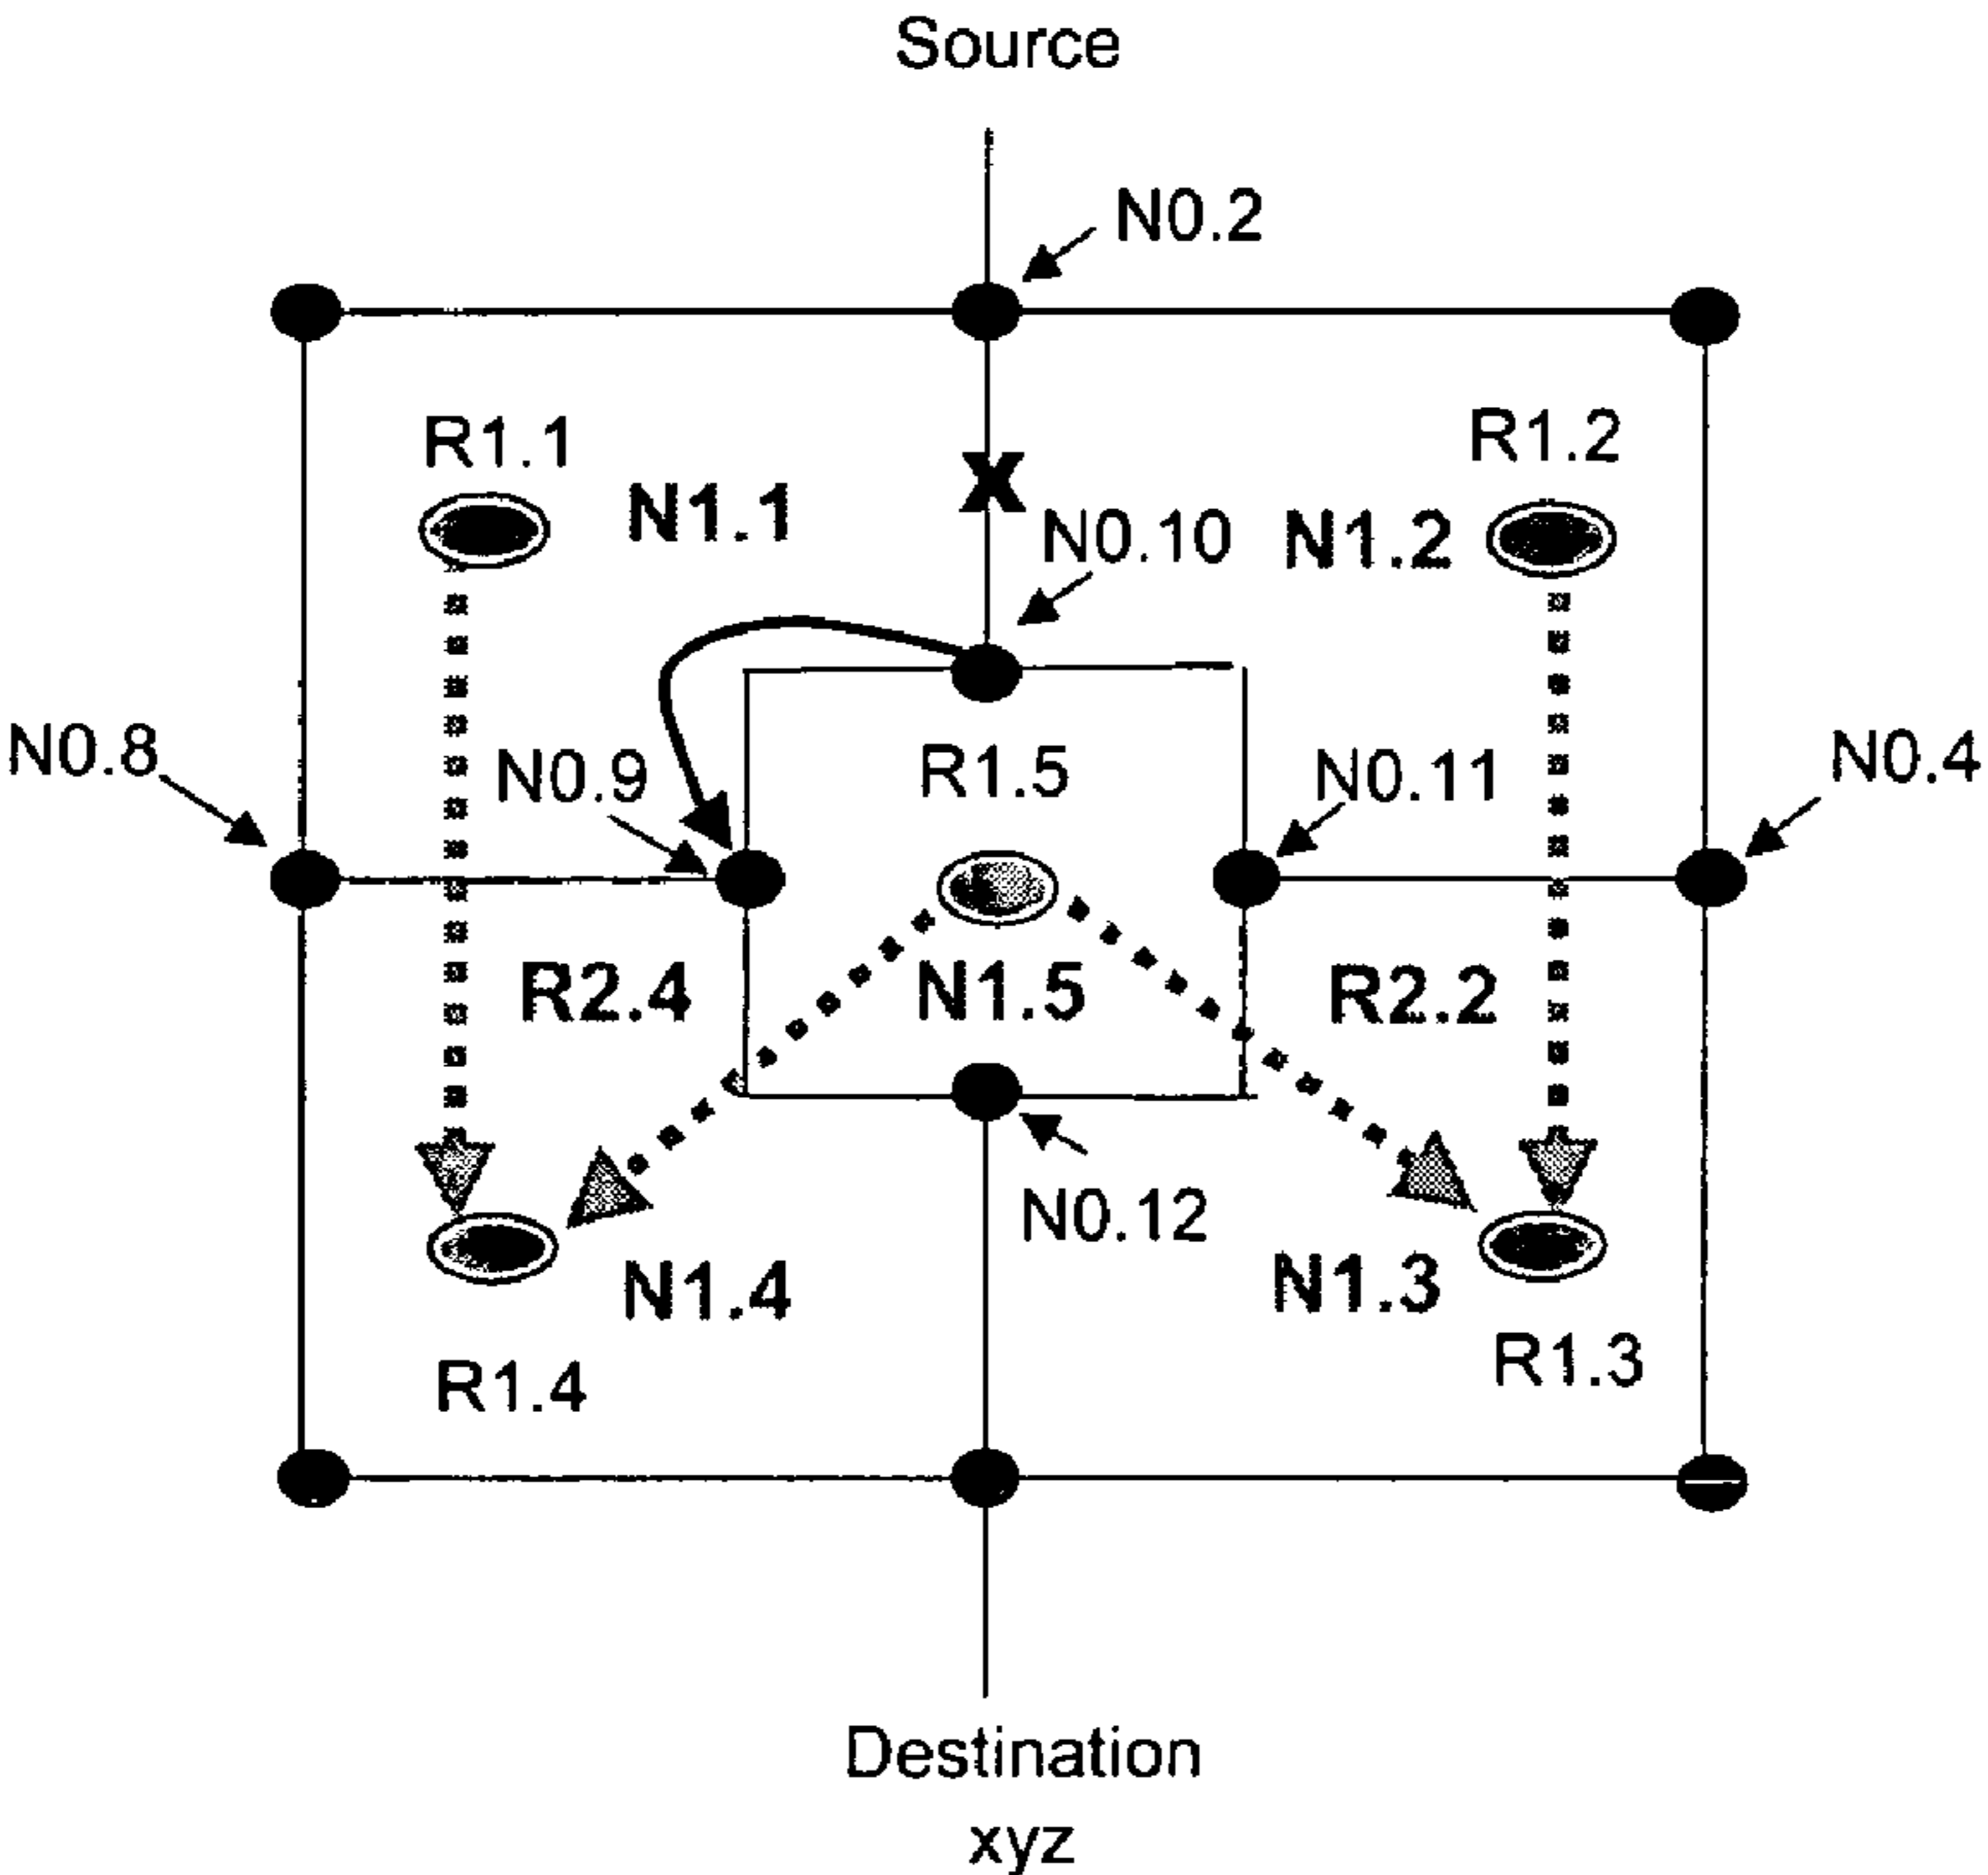 Source
N0.2
R1.1
R1.2
N1.1
X
N0.10
N1.2
N0.8
N0.9
R1.5
N0.11
N0.4
R2.4
N1.5
R2.2
N0.12
N1.4
N1.3
R1.4
R1.3
Destination
xyz